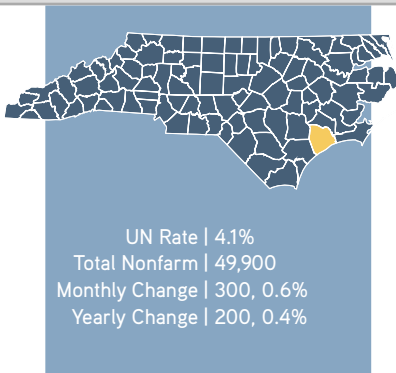 UN Rate | 4.1%
Total Nonfarm | 49,900
Monthly Change | 300, 0.6%
Yearly Change | 200, 0.4%